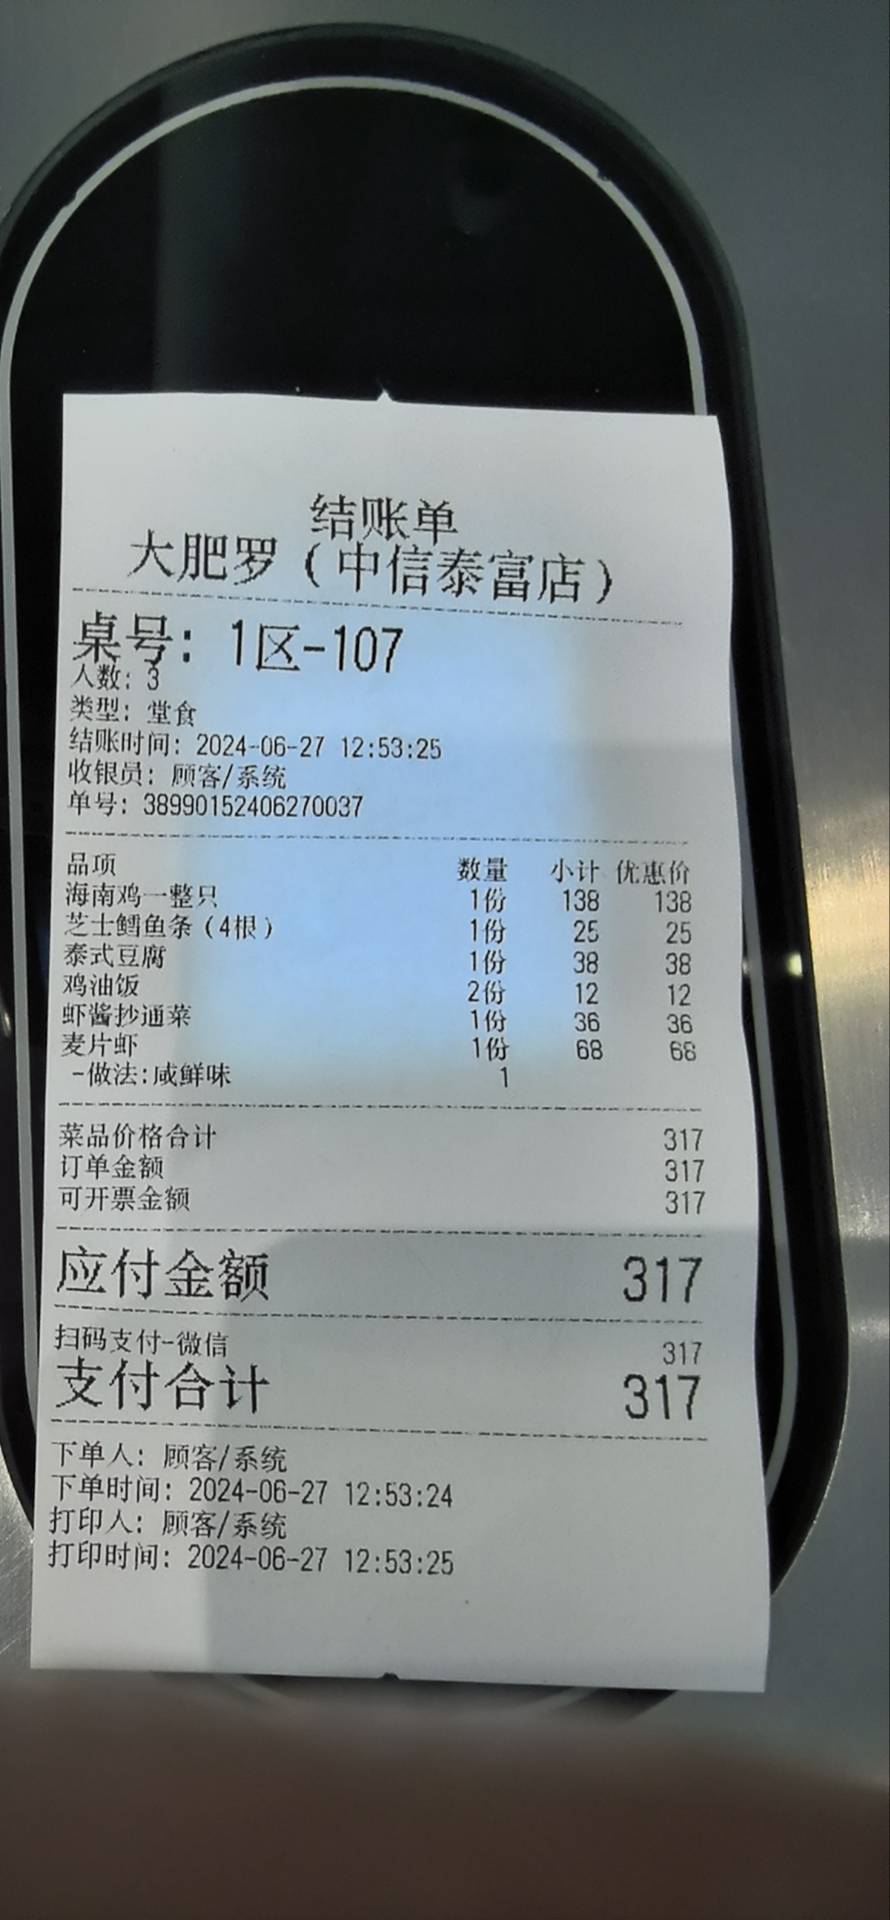 结账单
大肥罗（中信泰富店）
桌号: 1区-107
人数: 3
类型: 堂食
结账时间: 2024-06-27 12:53:25
收银员: 顾客/系统
单号: 38990152406270037
品项 数量 小计 优惠价
海南鸡一整只 1份 138 138
芝士鳕鱼条（4根） 1份 25 25
泰式豆腐 1份 38 38
鸡油饭 2份 12 12
虾酱抄通菜 1份 36 36
麦片虾 1份 68 68
-做法:咸鲜味 1
菜品价格合计 317
订单金额 317
可开票金额 317
应付金额 317
扫码支付-微信 317
支付合计 317
下单人: 顾客/系统
下单时间: 2024-06-27 12:53:24
打印人: 顾客/系统
打印时间: 2024-06-27 12:53:25